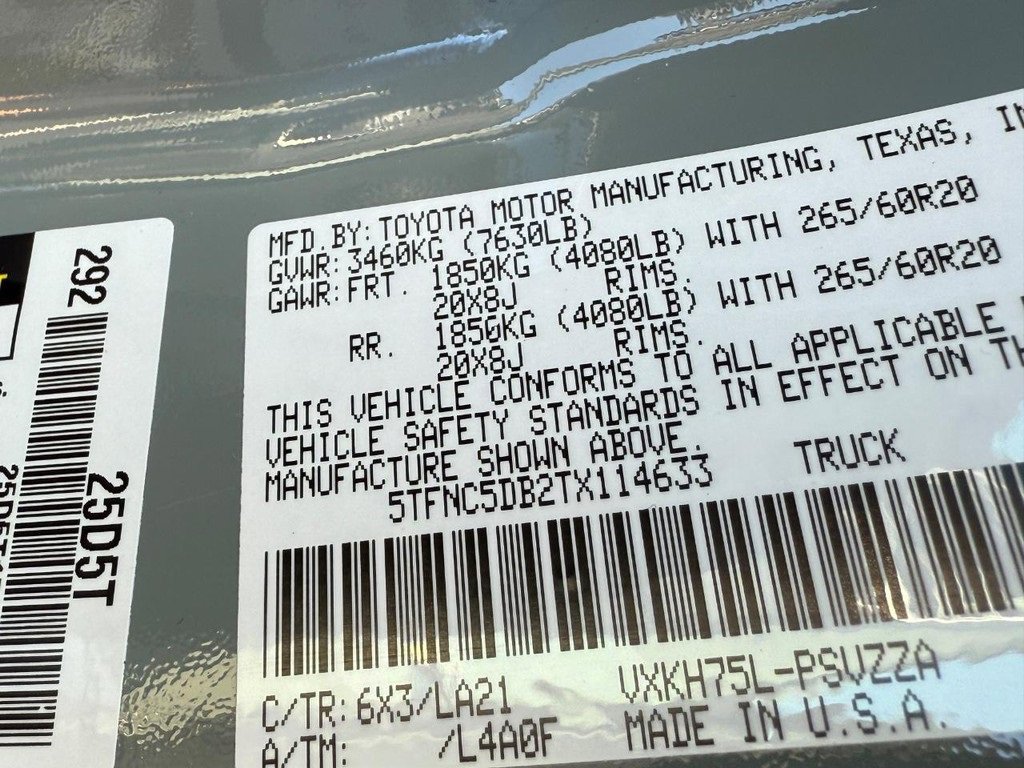 292
25D5T
MFD.BY:TOYOTA MOTOR MANUFACTURING, TEXAS,
GVWR:3460KG (7630LB)
GAWR:FRT. 1850KG (4080LB) WITH 265/60R20
20X8J RIMS.
RR. 1850KG (4080LB) WITH 265/60R20
20X8J RIMS.
THIS VEHICLE CONFORMS TO ALL APPLICABLE
VEHICLE SAFETY STANDARDS IN EFFECT ON
MANUFACTURE SHOWN ABOVE.
5TFNC5DB2TX114633 TRUCK
C/TR:6X3/LA21 VXKH75L-PSVZZA
A/TM: /L4A0F MADE IN U.S.A.